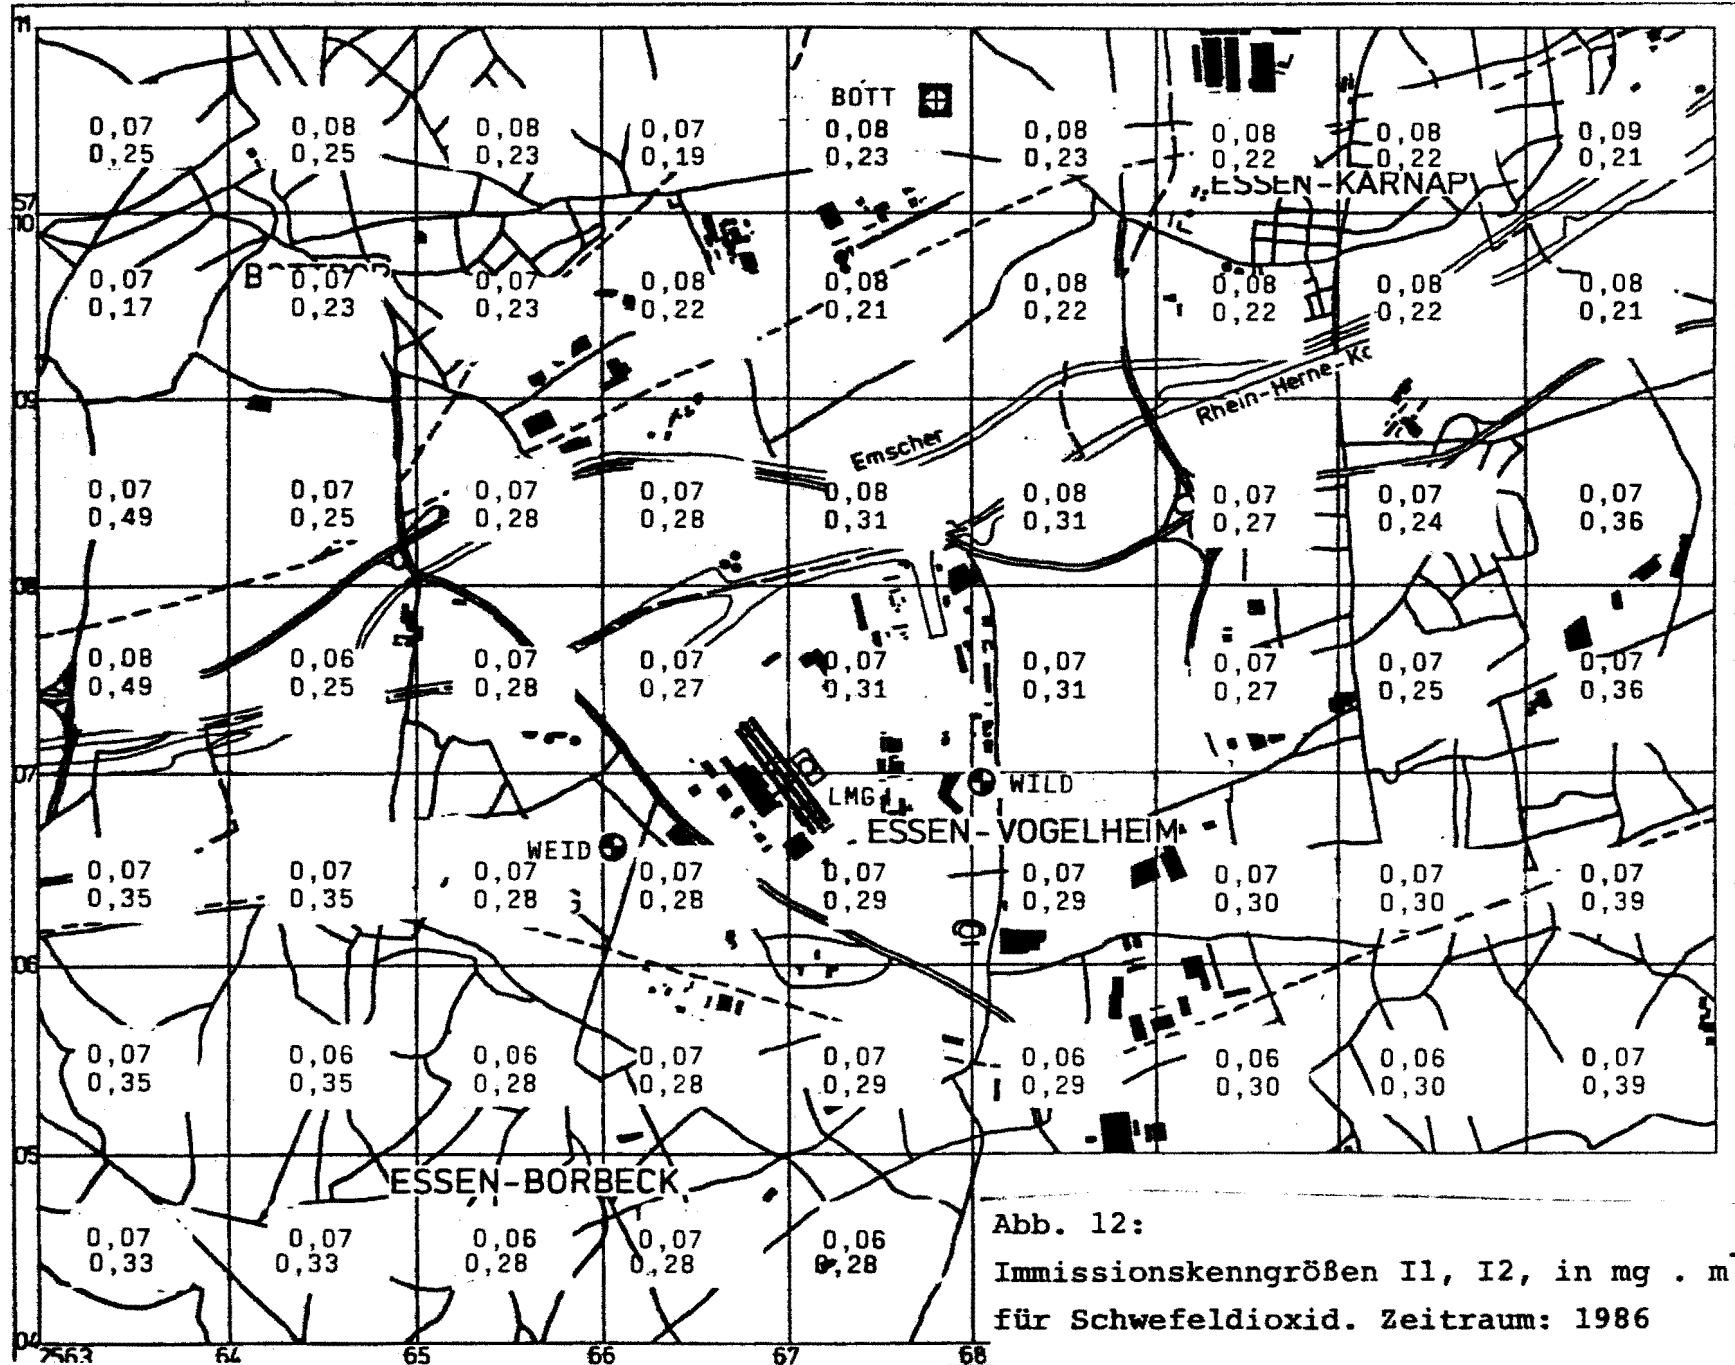 11
BOTT
0,07 0,08 0,08 0,07 0,08 0,08 0,08 0,08 0,09
0,25 0,25 0,23 0,19 0,23 0,23 0,22 0,22 0,21
ESSEN-KARNAP
57
10
0,07 0,07 0,07 0,08 0,08 0,08 0,08 0,08 0,08
0,17 0,23 0,23 0,22 0,21 0,22 0,22 0,22 0,21
Rhein-Herne-Ka
09
Emscher
0,07 0,07 0,07 0,07 0,08 0,08 0,07 0,07 0,07
0,49 0,25 0,28 0,28 0,31 0,31 0,27 0,24 0,36
08
0,08 0,06 0,07 0,07 0,07 0,07 0,07 0,07 0,07
0,49 0,25 0,28 0,27 0,31 0,31 0,27 0,25 0,36
07
WILD
LMG
ESSEN-VOGELHEIM
WEID
0,07 0,07 0,07 0,07 0,07 0,07 0,07 0,07 0,07
0,35 0,35 0,28 0,28 0,29 0,29 0,30 0,30 0,39
06
0,07 0,06 0,06 0,07 0,07 0,06 0,06 0,06 0,07
0,35 0,35 0,28 0,28 0,29 0,29 0,30 0,30 0,39
05
ESSEN-BORBECK
0,07 0,07 0,06 0,07 0,06
0,33 0,33 0,28 0,28 0,28
04
2563 64 65 66 67 68
Abb. 12:
Immissionskenngrößen I1, I2, in mg . m
für Schwefeldioxid. Zeitraum: 1986